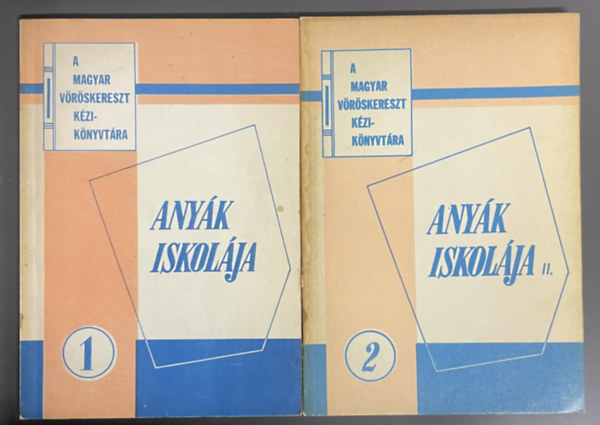 A
MAGYAR
VÖRÖSKERESZT
KÉZI-
KÖNYVTÁRA
ANYÁK
ISKOLÁJA
1
A
MAGYAR
VÖRÖSKERESZT
KÉZI-
KÖNYVTÁRA
ANYÁK
ISKOLÁJA II.
2